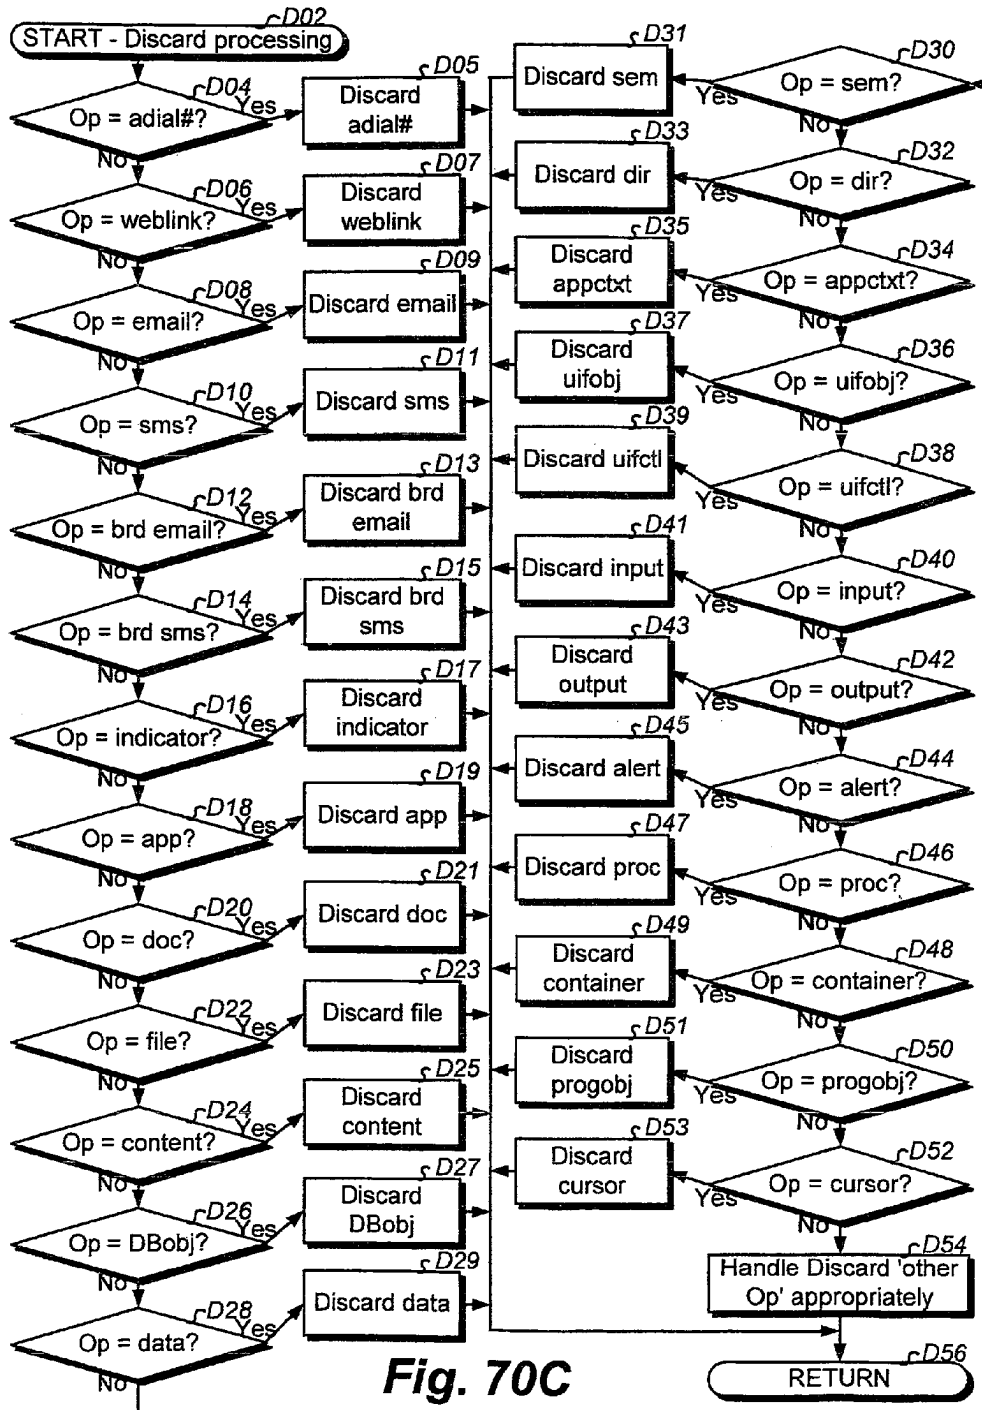 D02
START - Discard processing
D04
Op = adial#?
Yes
No
D05
Discard
adial#
D06
Op = weblink?
Yes
No
D07
Discard
weblink
D08
Op = email?
Yes
No
D09
Discard email
D10
Op = sms?
Yes
No
D11
Discard sms
D12
Op = brd email?
Yes
No
D13
Discard brd
email
D14
Op = brd sms?
Yes
No
D15
Discard brd
sms
D16
Op = indicator?
Yes
No
D17
Discard
indicator
D18
Op = app?
Yes
No
D19
Discard app
D20
Op = doc?
Yes
No
D21
Discard doc
D22
Op = file?
Yes
No
D23
Discard file
D24
Op = content?
Yes
No
D25
Discard
content
D26
Op = DBobj?
Yes
No
D27
Discard
DBobj
D28
Op = data?
Yes
No
D29
Discard data
D30
Op = sem?
Yes
No
D31
Discard sem
D32
Op = dir?
Yes
No
D33
Discard dir
D34
Op = appctxt?
Yes
No
D35
Discard
appctxt
D36
Op = uifobj?
Yes
No
D37
Discard
uifobj
D38
Op = uifctl?
Yes
No
D39
Discard uifctl
D40
Op = input?
Yes
No
D41
Discard input
D42
Op = output?
Yes
No
D43
Discard
output
D44
Op = alert?
Yes
No
D45
Discard alert
D46
Op = proc?
Yes
No
D47
Discard proc
D48
Op = container?
Yes
No
D49
Discard
container
D50
Op = progobj?
Yes
No
D51
Discard
progobj
D52
Op = cursor?
Yes
No
D53
Discard
cursor
D54
Handle Discard 'other
Op' appropriately
D56
RETURN
Fig. 70C